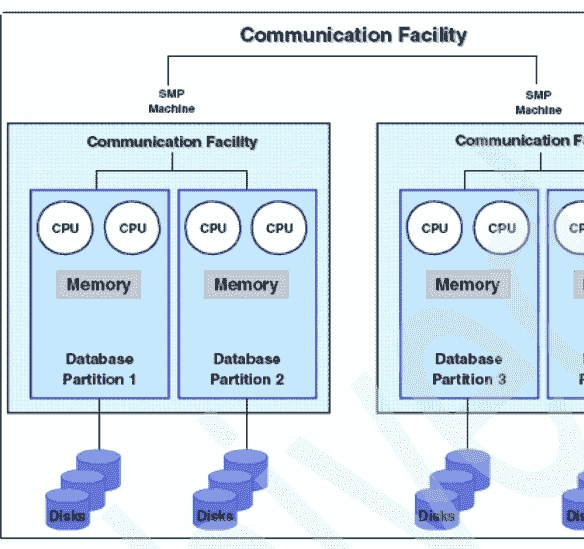 Communication Facility
SMP
Machine
SMP
Machine
Communication Facility
Communication F
CPU
CPU
CPU
CPU
CPU
CPU
Memory
Memory
Memory
Database
Partition 1
Database
Partition 2
Database
Partition 3
Disks
Disks
Disks